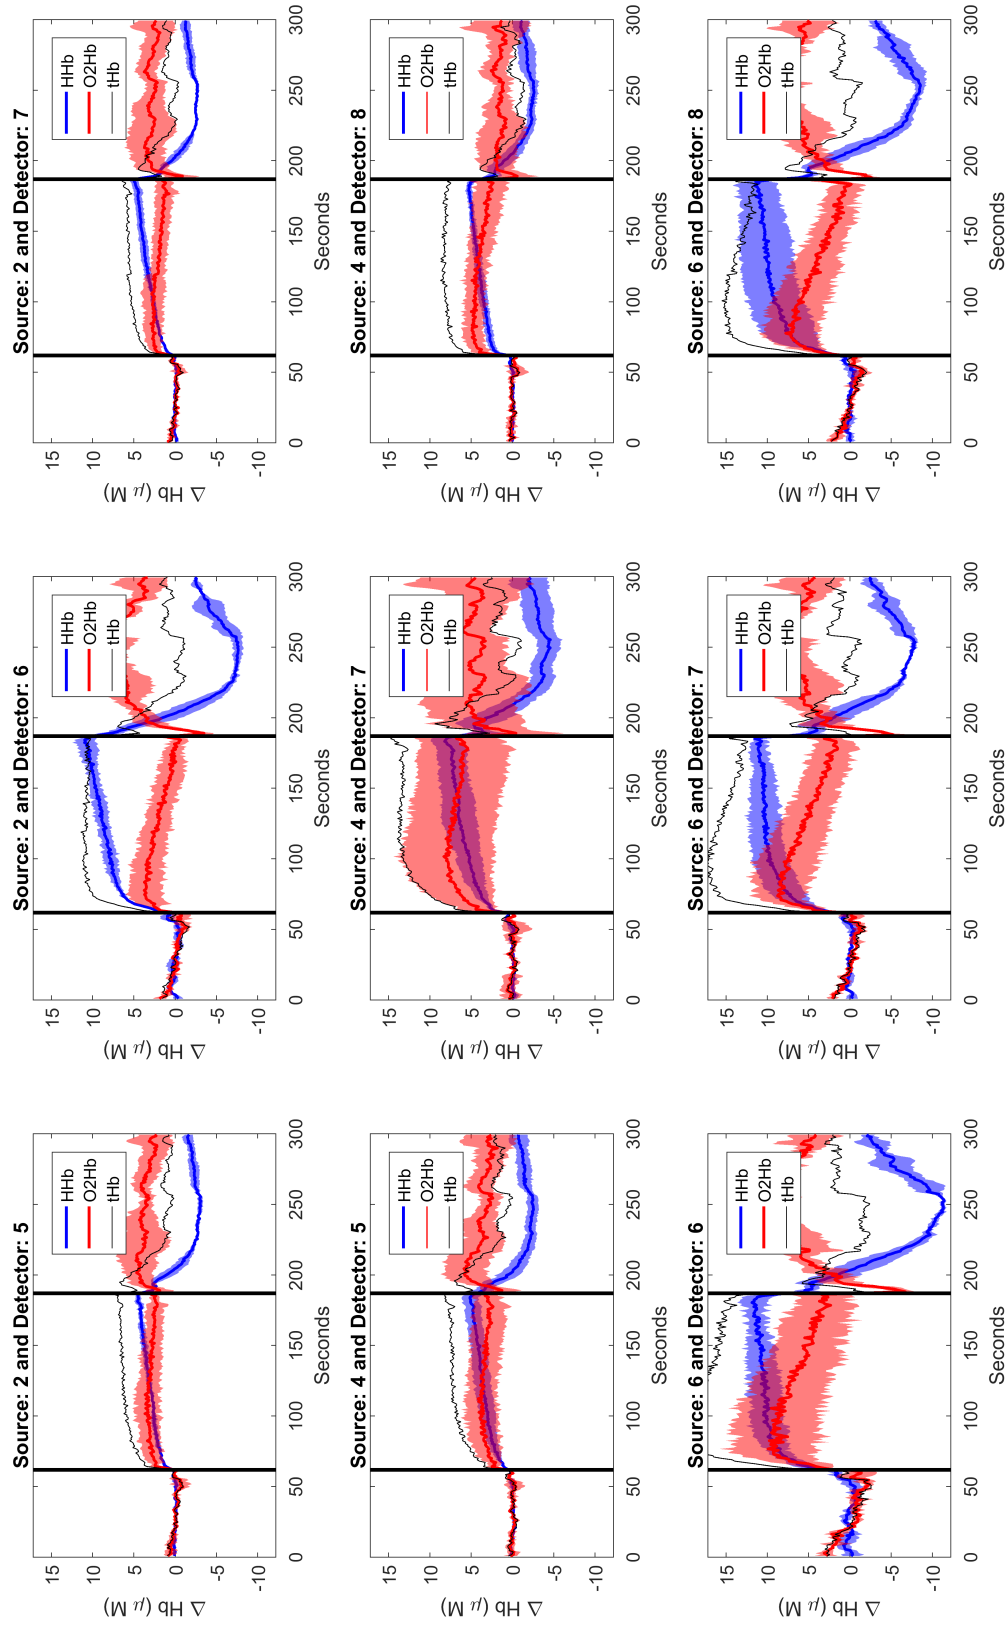 Source: 2 and Detector: 5
15
10
5
0
-5
-10
Δ Hb (μ M)
HHb
O2Hb
tHb
0 50 100 150 200 250 300
Seconds
Source: 2 and Detector: 6
15
10
5
0
-5
-10
Δ Hb (μ M)
HHb
O2Hb
tHb
0 50 100 150 200 250 300
Seconds
Source: 2 and Detector: 7
15
10
5
0
-5
-10
Δ Hb (μ M)
HHb
O2Hb
tHb
0 50 100 150 200 250 300
Seconds
Source: 4 and Detector: 5
15
10
5
0
-5
-10
Δ Hb (μ M)
HHb
O2Hb
tHb
0 50 100 150 200 250 300
Seconds
Source: 4 and Detector: 7
15
10
5
0
-5
-10
Δ Hb (μ M)
HHb
O2Hb
tHb
0 50 100 150 200 250 300
Seconds
Source: 4 and Detector: 8
15
10
5
0
-5
-10
Δ Hb (μ M)
HHb
O2Hb
tHb
0 50 100 150 200 250 300
Seconds
Source: 6 and Detector: 6
15
10
5
0
-5
-10
Δ Hb (μ M)
HHb
O2Hb
tHb
0 50 100 150 200 250 300
Seconds
Source: 6 and Detector: 7
15
10
5
0
-5
-10
Δ Hb (μ M)
HHb
O2Hb
tHb
0 50 100 150 200 250 300
Seconds
Source: 6 and Detector: 8
15
10
5
0
-5
-10
Δ Hb (μ M)
HHb
O2Hb
tHb
0 50 100 150 200 250 300
Seconds